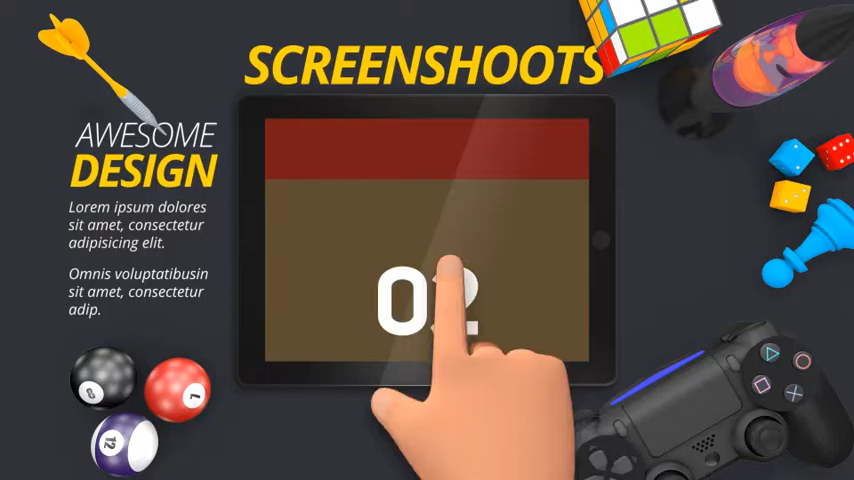 SCREENSHOOTS
AWESOME
DESIGN
Lorem ipsum dolores
sit amet, consectetur
adipisicing elit.
Omnis voluptatibusin
sit amet, consectetur
adip.
02
8
12